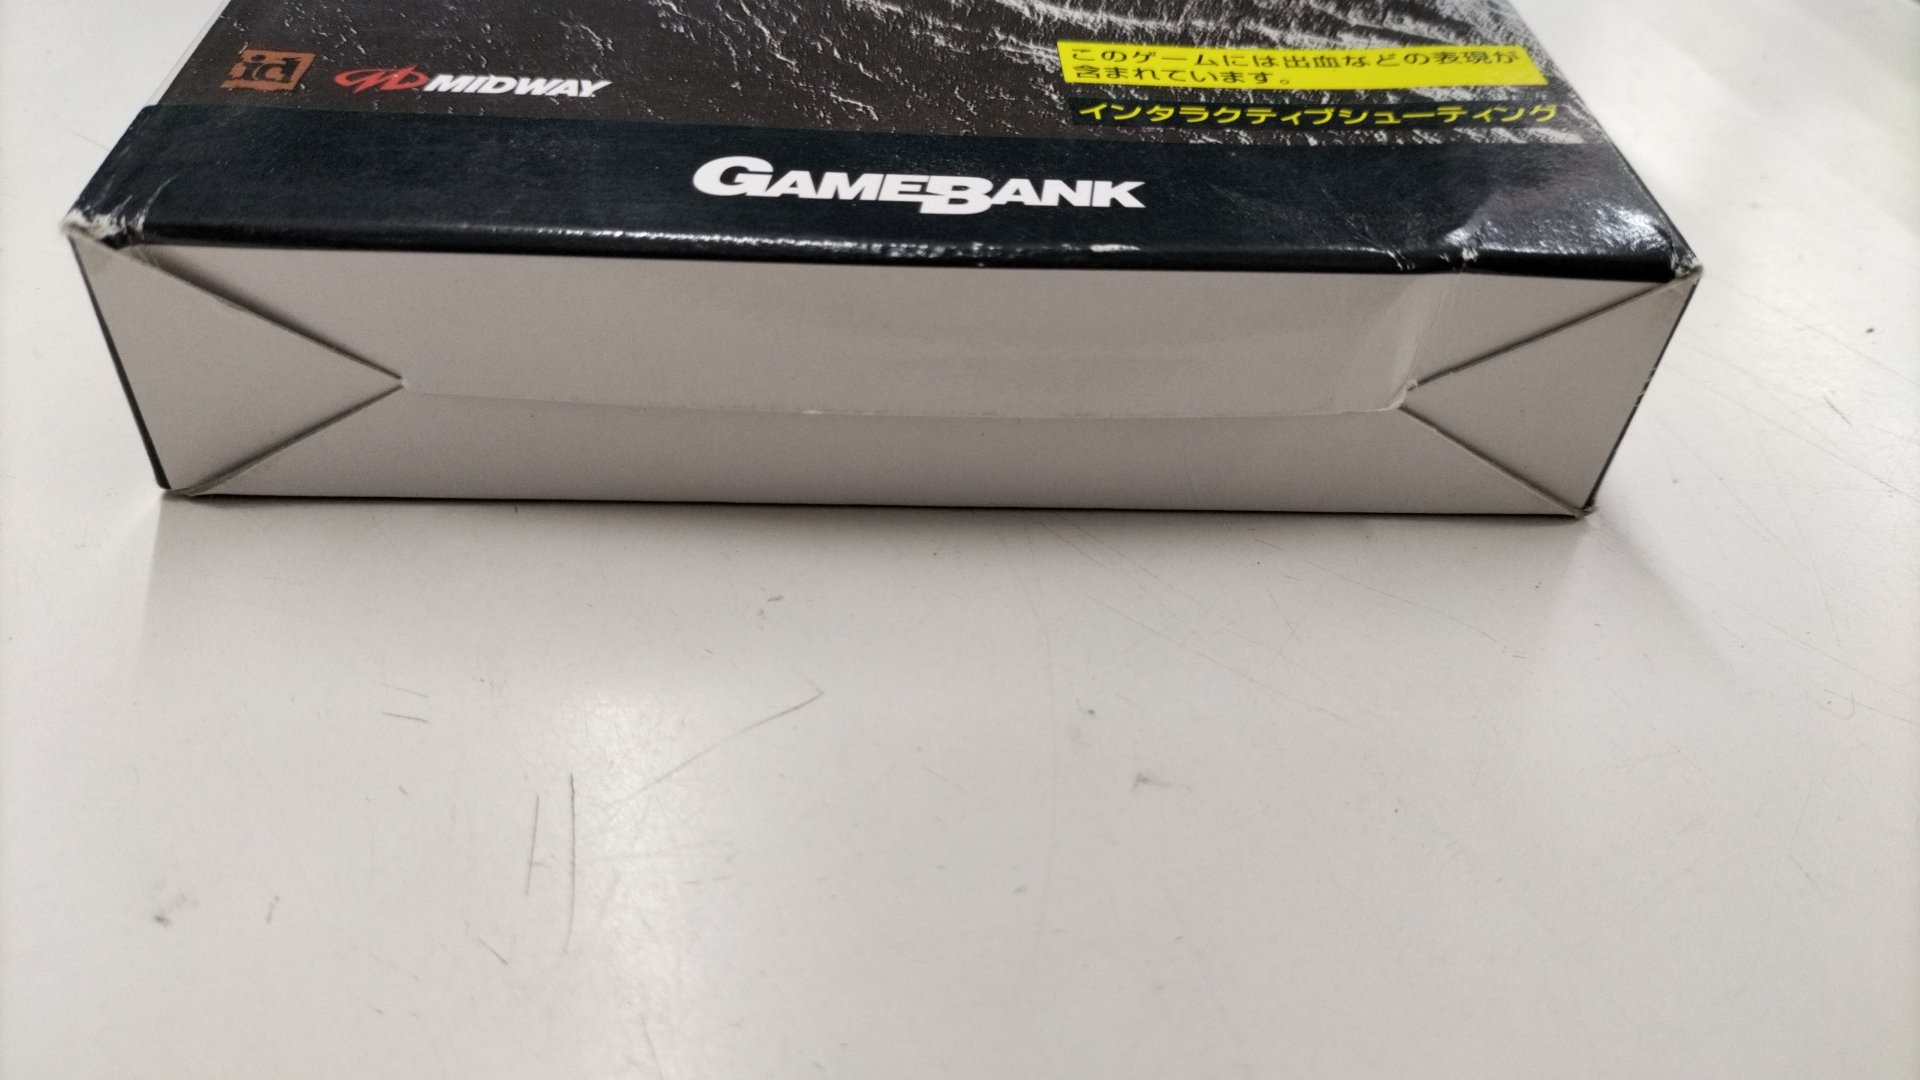 id
MIDWAY
このゲームには出血などの表現が
含まれています。
インタラクティブシューティング
GAMEBANK